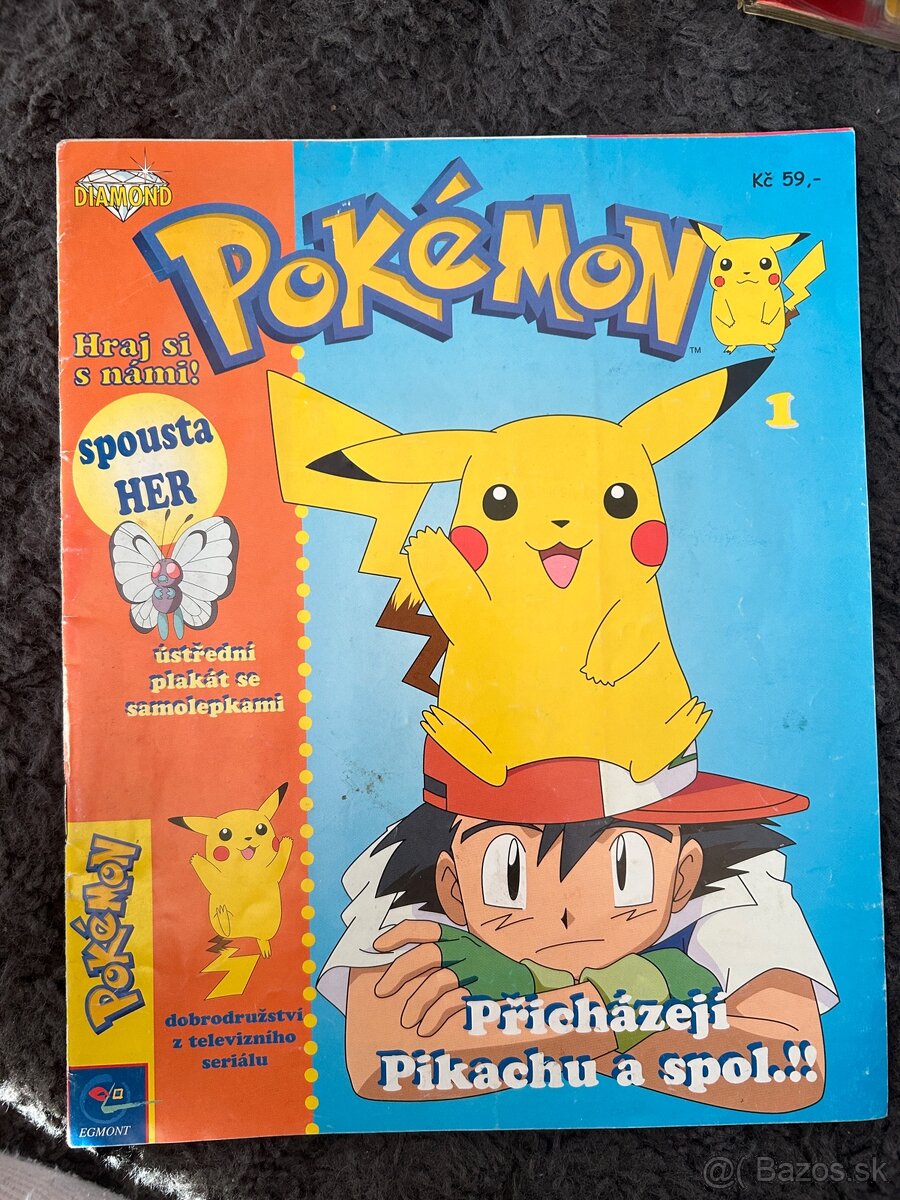 DIAMOND
POKÉMON
TM
Kč 59,-
1
Hraj si
s námi!
spousta
HER
ústřední
plakát se
samolepkami
POKÉMON
dobrodružství
z televizního
seriálu
Přicházejí
Pikachu a spol.!!
EGMONT
@( Bazos.sk